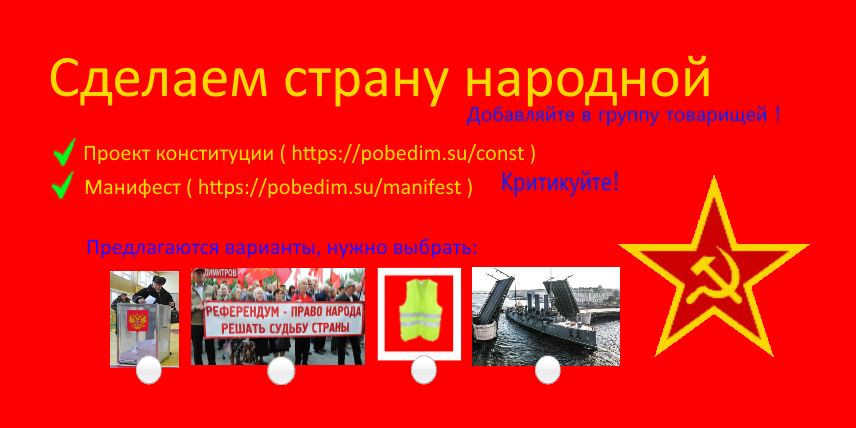 Сделаем страну народной
Добавляйте в группу товарищей !
Проект конституции ( https://pobedim.su/const )
Манифест ( https://pobedim.su/manifest )
Критикуйте!
Предлагаются варианты, нужно выбрать:
ДИМИТРОВ
РЕФЕРЕНДУМ - ПРАВО НАРОДА
РЕШАТЬ СУДЬБУ СТРАНЫ